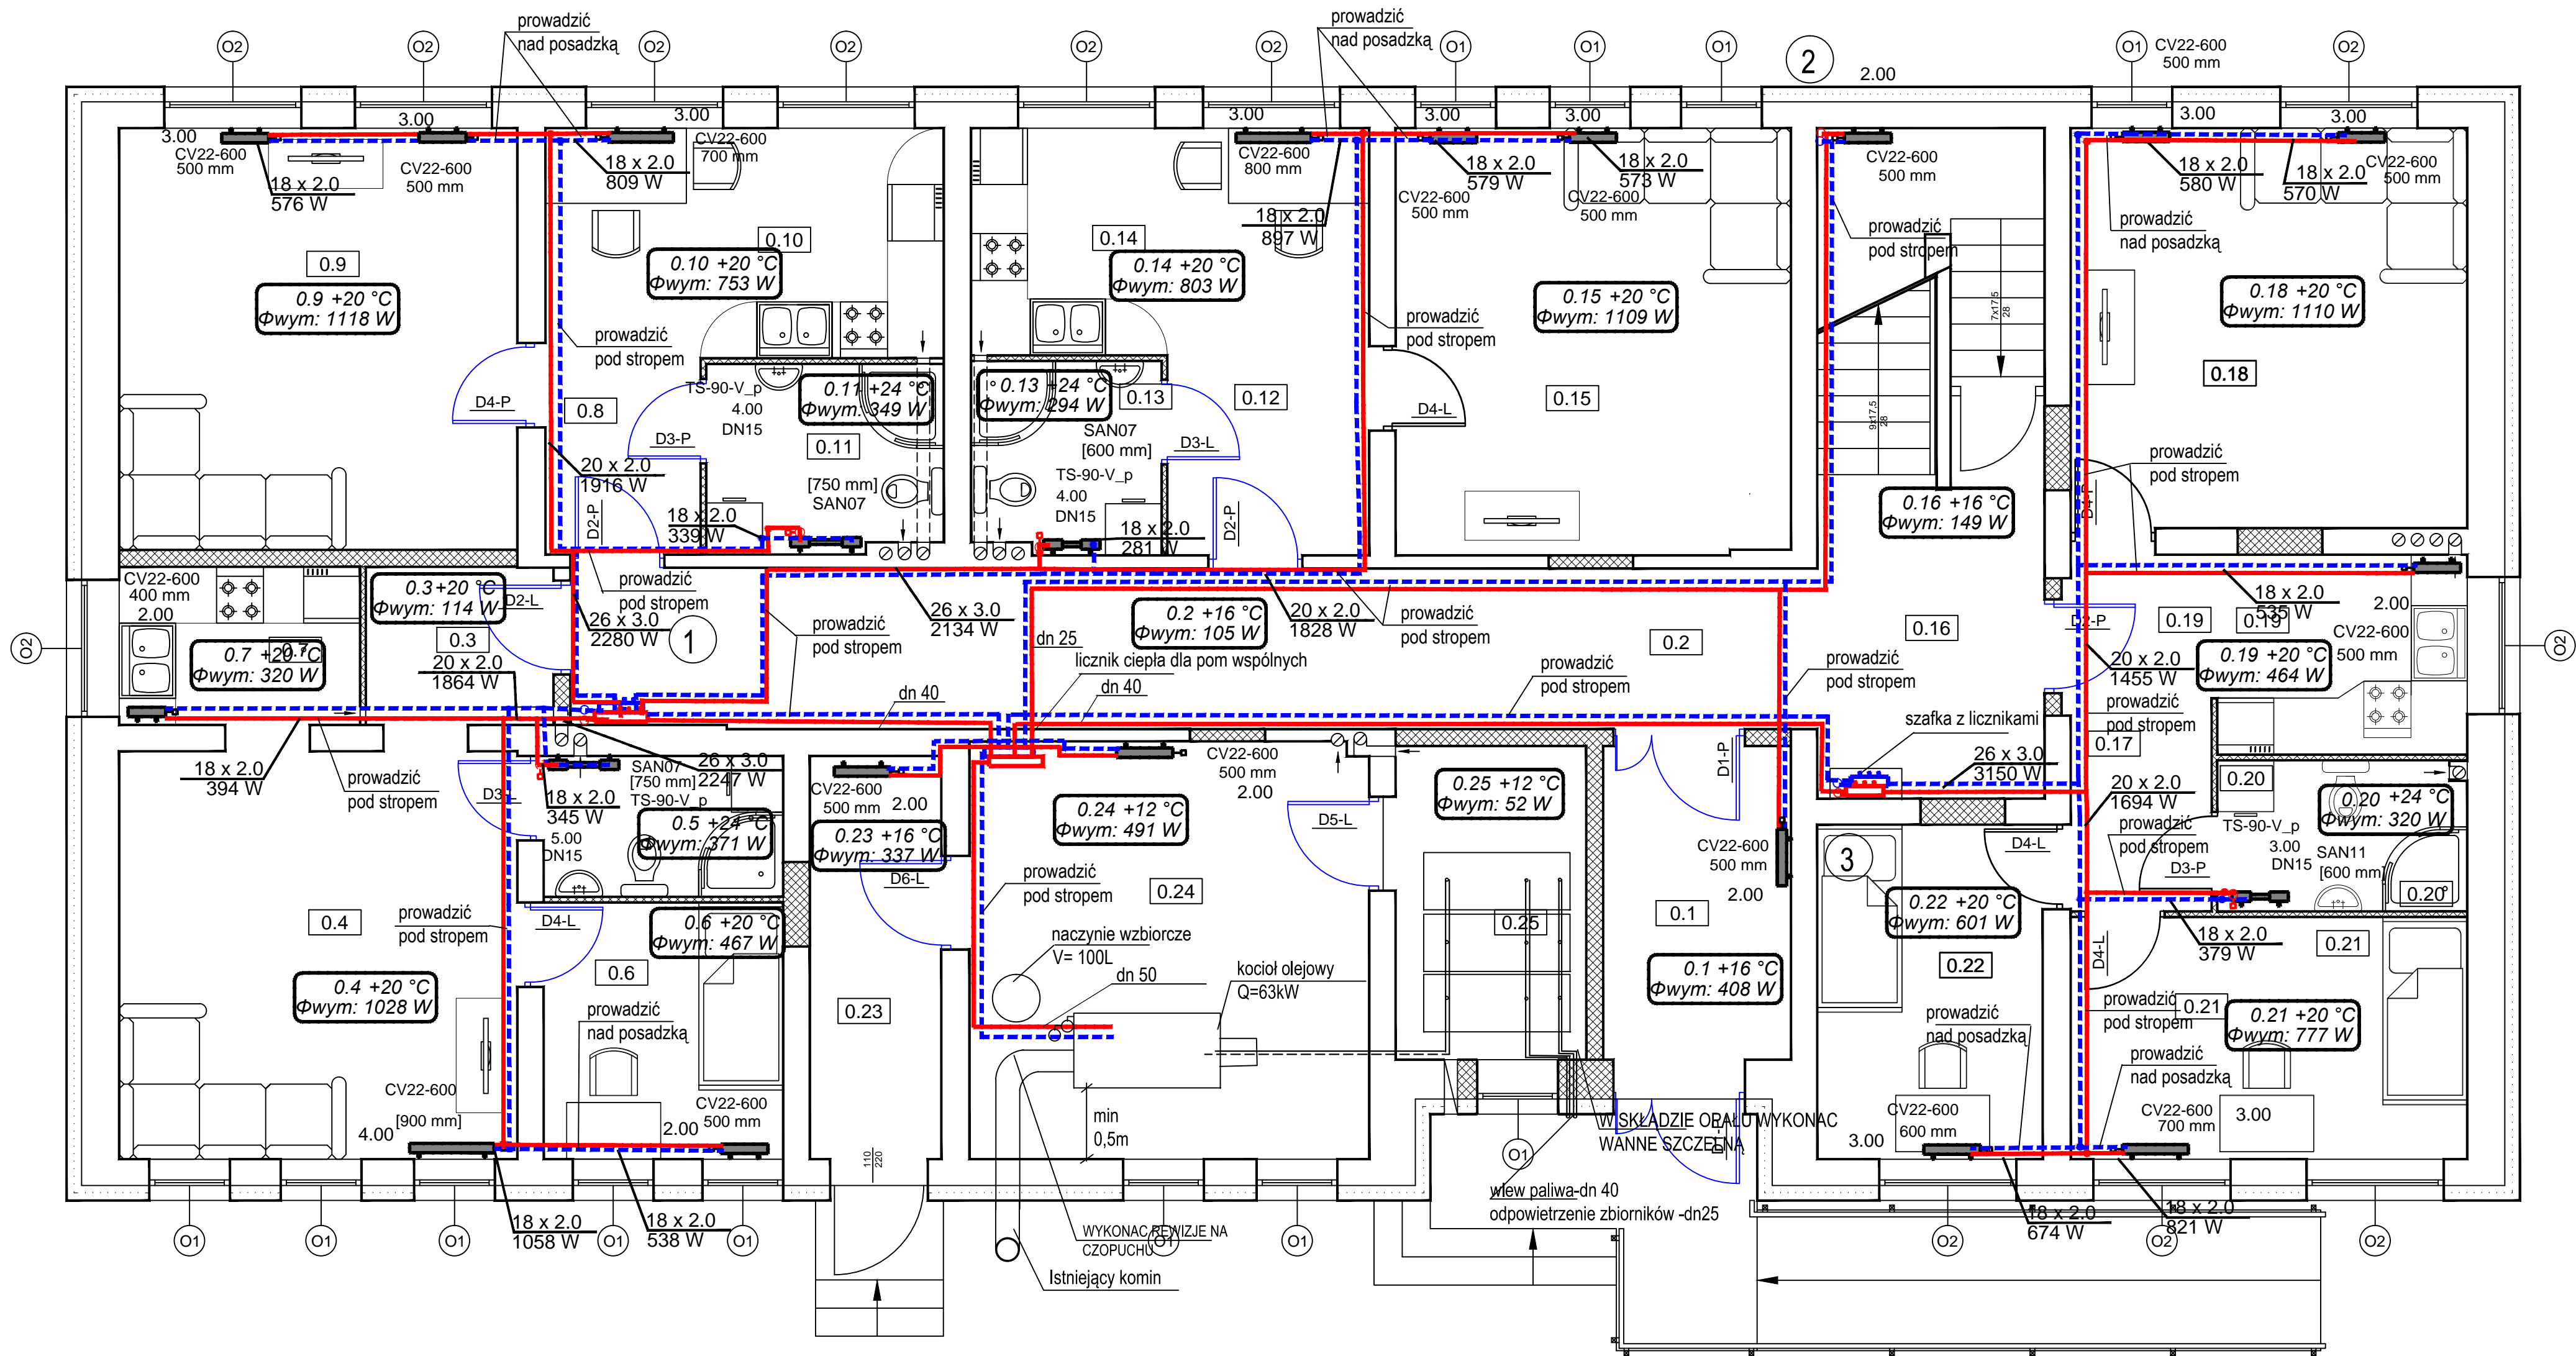 prowadzić
nad posadzką
prowadzić
nad posadzką
O2
O2
O2
O2
O2
O2
O1
O1
O1
2
2.00
O1
CV22-600
500 mm
O2
3.00
3.00
3.00
3.00
3.00
3.00
3.00
3.00
CV22-600
500 mm
18 x 2.0
576 W
CV22-600
500 mm
18 x 2.0
809 W
CV22-600
700 mm
CV22-600
800 mm
18 x 2.0
897 W
CV22-600
500 mm
18 x 2.0
579 W
18 x 2.0
573 W
CV22-600
500 mm
CV22-600
500 mm
prowadzić
pod stropem
18 x 2.0
580 W
18 x 2.0
570 W
CV22-600
500 mm
prowadzić
nad posadzką
0.9
0.9 +20 °C
Φwym: 1118 W
0.10
0.10 +20 °C
Φwym: 753 W
0.14
0.14 +20 °C
Φwym: 803 W
0.15 +20 °C
Φwym: 1109 W
0.18 +20 °C
Φwym: 1110 W
0.18
prowadzić
pod stropem
prowadzić
pod stropem
7x17.5
28
9x17.5
28
D4-P
0.8
D3-P
TS-90-V_p
4.00
DN15
0.11 +24 °C
Φwym: 349 W
0.11
[750 mm]
SAN07
0.13 +24 °C
Φwym: 294 W
0.13
SAN07
[600 mm]
TS-90-V_p
4.00
DN15
D3-L
0.12
D4-L
0.15
prowadzić
pod stropem
D4-P
20 x 2.0
1916 W
D2-P
18 x 2.0
339 W
18 x 2.0
281 W
D2-P
0.16 +16 °C
Φwym: 149 W
CV22-600
400 mm
2.00
0.3+20 °C
Φwym: 114 W
D2-L
0.3
0.7
0.7 +20 °C
Φwym: 320 W
20 x 2.0
1864 W
prowadzić
pod stropem
26 x 3.0
2280 W
1
prowadzić
pod stropem
26 x 3.0
2134 W
dn 25
licznik ciepła dla pom wspólnych
dn 40
dn 40
0.2 +16 °C
Φwym: 105 W
20 x 2.0
1828 W
prowadzić
pod stropem
prowadzić
pod stropem
0.2
prowadzić
pod stropem
0.16
D2-P
0.19
0.19
18 x 2.0
535 W
2.00
CV22-600
500 mm
0.19 +20 °C
Φwym: 464 W
20 x 2.0
1455 W
prowadzić
pod stropem
0.17
O2
O2
szafka z licznikami
26 x 3.0
3150 W
18 x 2.0
394 W
prowadzić
pod stropem
D3-L
18 x 2.0
345 W
5.00
DN15
SAN07
[750 mm]
TS-90-V_p
26 x 3.0
2247 W
0.5 +24 °C
Φwym: 371 W
CV22-600
500 mm
2.00
0.23 +16 °C
Φwym: 337 W
D6-L
CV22-600
500 mm
2.00
0.24 +12 °C
Φwym: 491 W
D5-L
0.25 +12 °C
Φwym: 52 W
D1-P
CV22-600
500 mm
2.00
3
D4-L
20 x 2.0
1694 W
prowadzić
pod stropem
D3-P
0.20
TS-90-V_p
3.00
DN15
0.20 +24 °C
Φwym: 320 W
SAN11
[600 mm]
0.20
0.4
prowadzić
pod stropem
D4-L
0.6 +20 °C
Φwym: 467 W
0.6
prowadzić
pod stropem
0.24
0.25
0.1
0.22 +20 °C
Φwym: 601 W
0.22
D4-L
18 x 2.0
379 W
0.21
0.4 +20 °C
Φwym: 1028 W
prowadzić
nad posadzką
0.23
naczynie wzbiorcze
V= 100L
dn 50
kocioł olejowy
Q=63kW
0.1 +16 °C
Φwym: 408 W
prowadzić
nad posadzką
prowadzić
pod stropem
0.21
0.21 +20 °C
Φwym: 777 W
prowadzić
nad posadzką
CV22-600
[900 mm]
4.00
2.00
CV22-600
500 mm
min
0,5m
110
220
O1
W SKŁADZIE OPAŁU WYKONAC
WANNE SZCZELNĄ
CV22-600
600 mm
3.00
CV22-600
700 mm
3.00
wlew paliwa-dn 40
odpowietrzenie zbiorników -dn25
O1
O1
O1
18 x 2.0
1058 W
O1
18 x 2.0
538 W
O1
WYKONAC REWIZJE NA
CZOPUCHU
O1
O1
Istniejący komin
O2
18 x 2.0
674 W
18 x 2.0
821 W
O2
O2